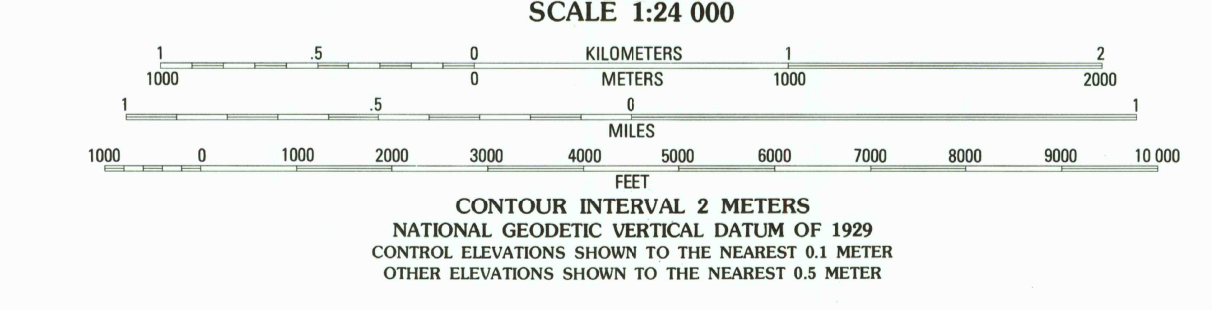 SCALE 1:24 000
1 .5 0 KILOMETERS 1 2
1000 0 METERS 1000 2000
1 .5 0 1
MILES
1000 0 1000 2000 3000 4000 5000 6000 7000 8000 9000 10 000
FEET
CONTOUR INTERVAL 2 METERS
NATIONAL GEODETIC VERTICAL DATUM OF 1929
CONTROL ELEVATIONS SHOWN TO THE NEAREST 0.1 METER
OTHER ELEVATIONS SHOWN TO THE NEAREST 0.5 METER